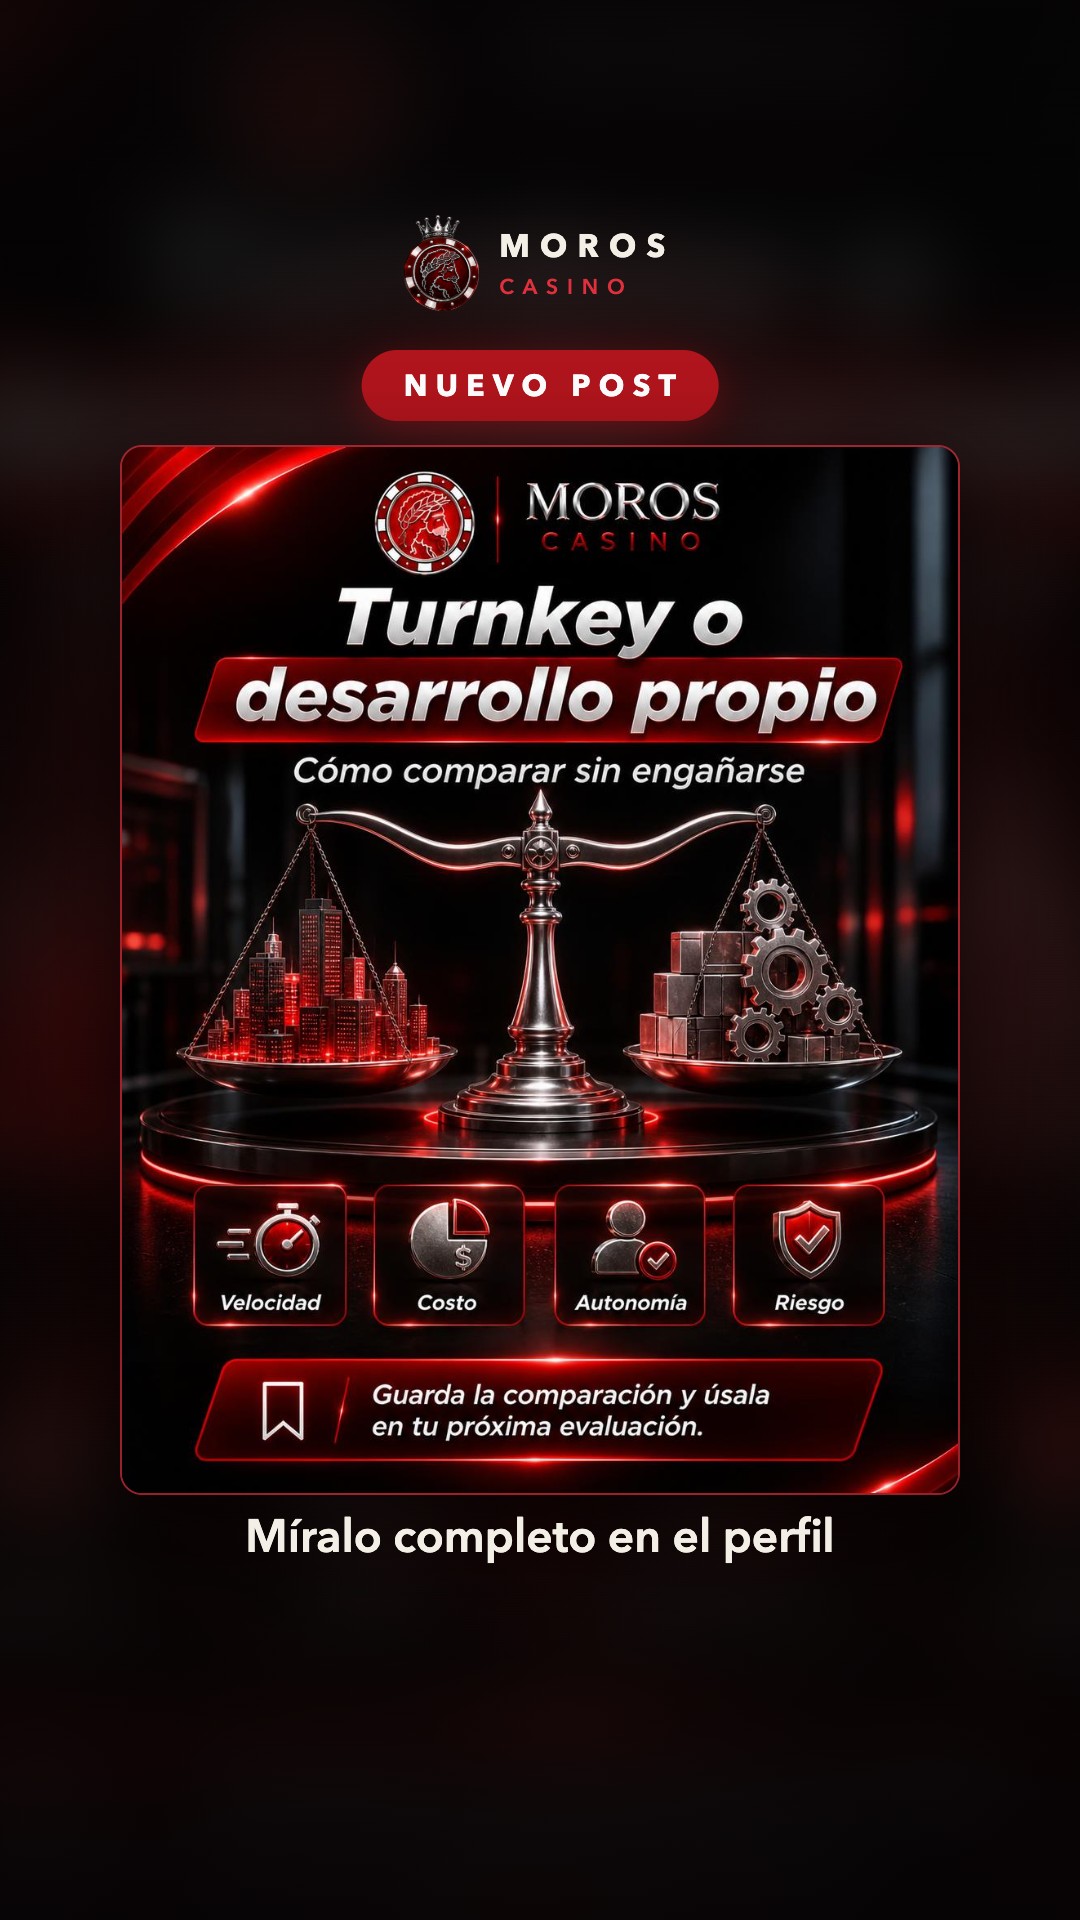 MOROS
CASINO
NUEVO POST
MOROS
CASINO
Turnkey o
desarrollo propio
Cómo comparar sin engañarse
$
Velocidad
Costo
Autonomía
Riesgo
Guarda la comparación y úsala
en tu próxima evaluación.
Míralo completo en el perfil